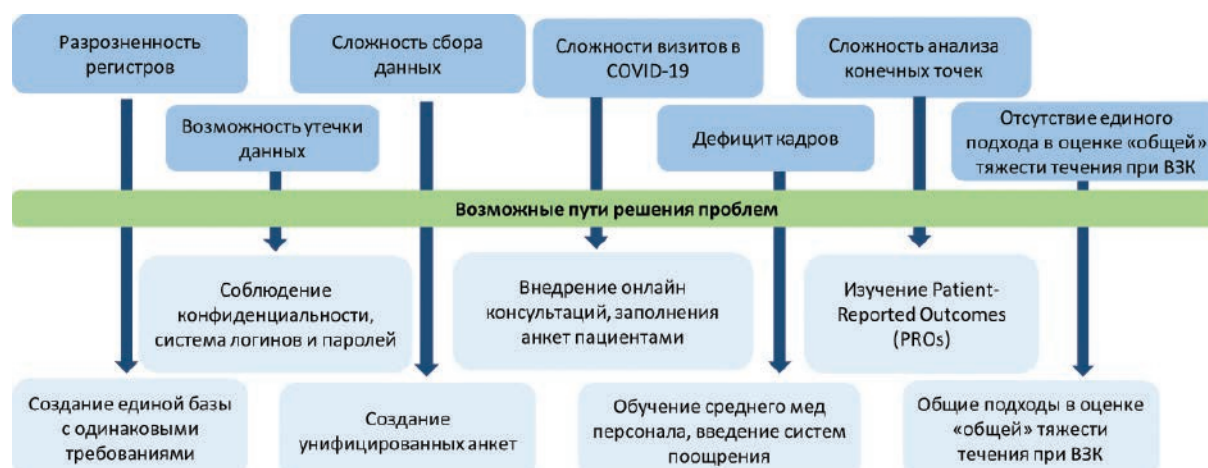 Разрозненность
регистров
Сложность сбора
данных
Сложности визитов в
COVID-19
Сложность анализа
конечных точек
Возможность утечки
данных
Дефицит кадров
Отсутствие единого
подхода в оценке «общей»
тяжести течения при ВЗК
Возможные пути решения проблем
Соблюдение
конфиденциальности,
система логинов и паролей
Внедрение онлайн
консультаций, заполнения
анкет пациентами
Изучение Patient-
Reported Outcomes
(PROs)
Создание единой базы
с одинаковыми
требованиями
Создание
унифицированных анкет
Обучение среднего мед
персонала, введение систем
поощрения
Общие подходы в оценке
«общей» тяжести
течения при ВЗК